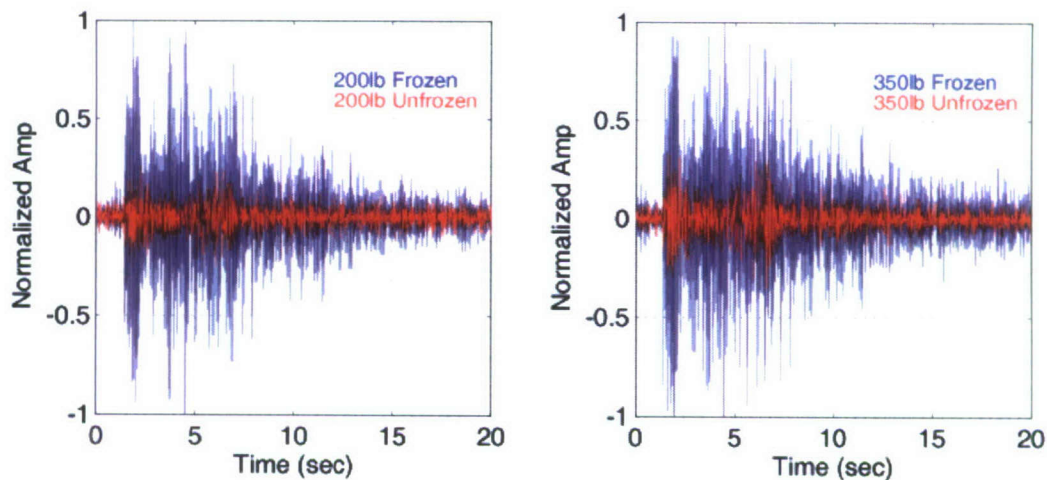 1
0.5
0
-0.5
-1
Normalized Amp
200lb Frozen
200lb Unfrozen
0 5 10 15 20
Time (sec)
1
0.5
0
-0.5
-1
Normalized Amp
350lb Frozen
350lb Unfrozen
0 5 10 15 20
Time (sec)